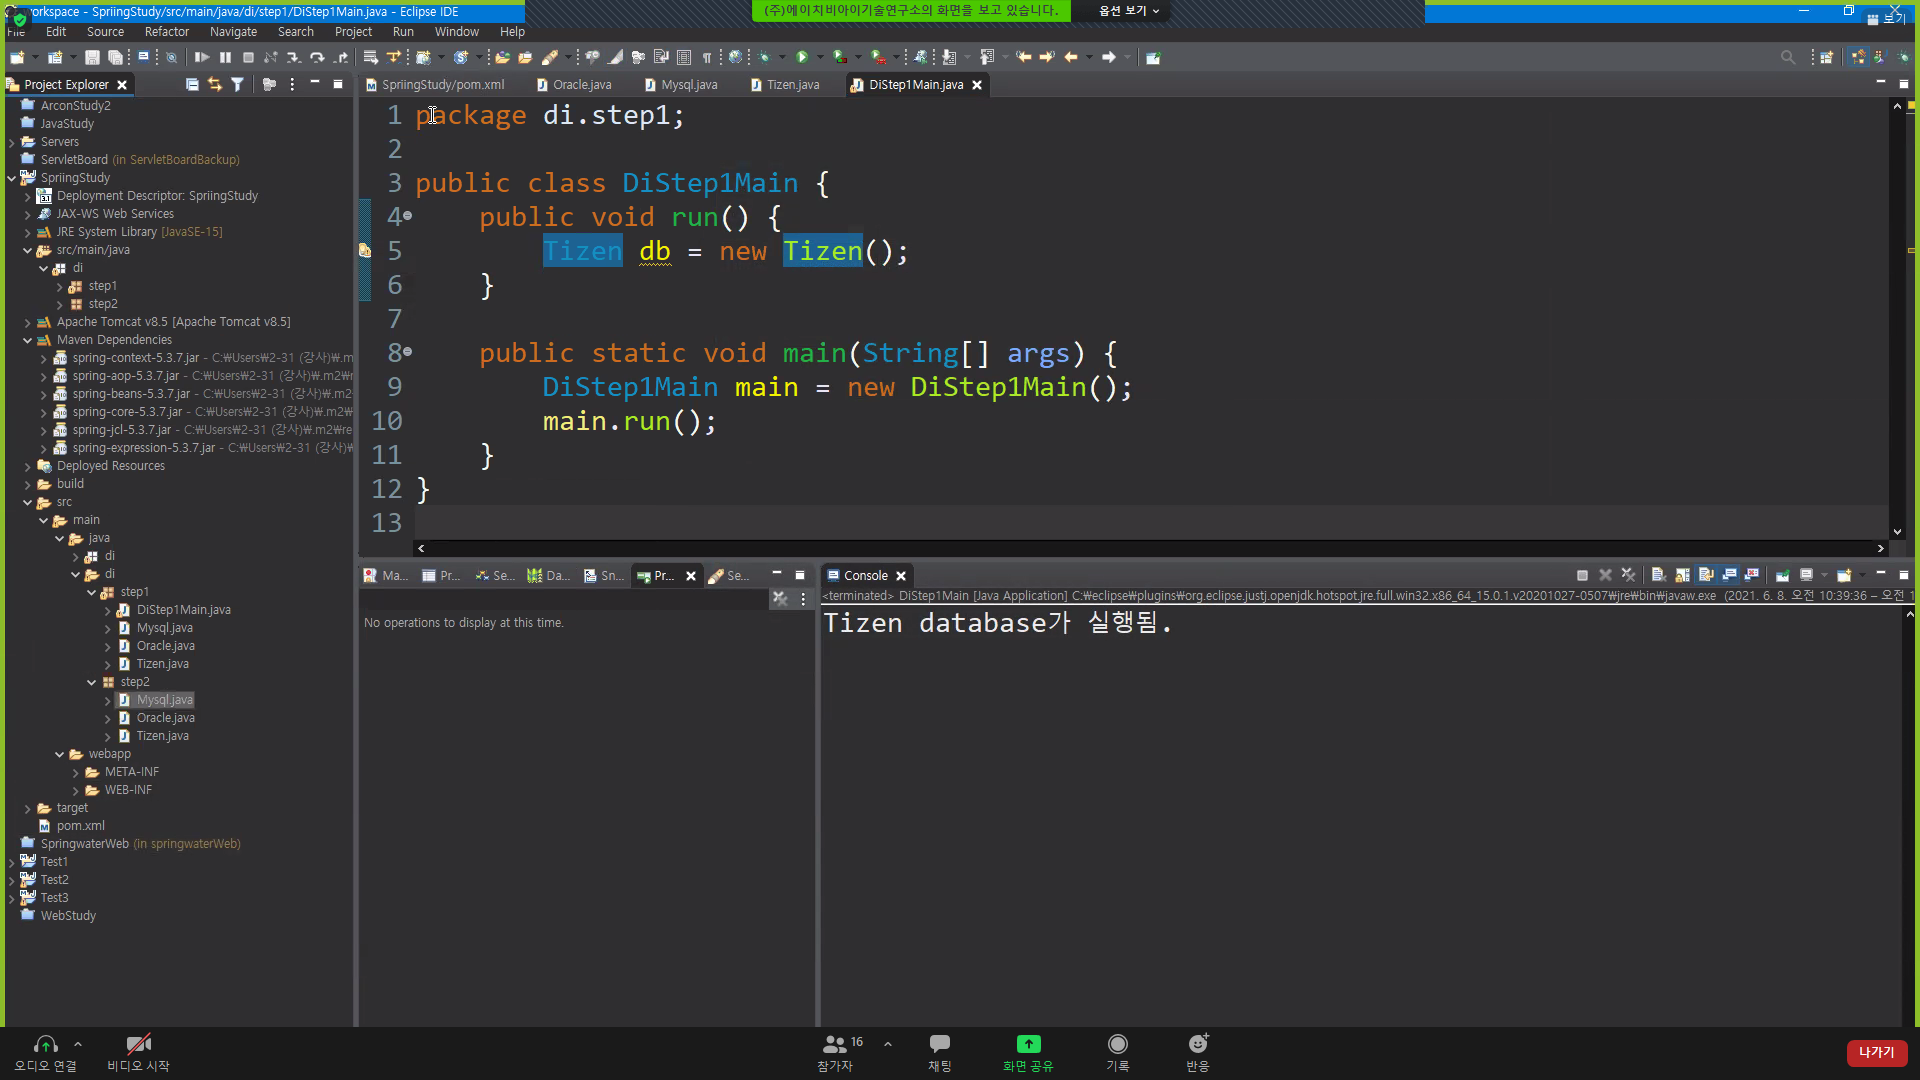 workspace - SpriingStudy/src/main/java/di/step1/DiStep1Main.java - Eclipse IDE
(주)에이치비아이기술연구소의 화면을 보고 있습니다.
옵션 보기
보기
File Edit Source Refactor Navigate Search Project Run Window Help
Project Explorer
SpriingStudy/pom.xml Oracle.java Mysql.java Tizen.java DiStep1Main.java
ArconStudy2
JavaStudy
Servers
ServletBoard (in ServletBoardBackup)
SpriingStudy
Deployment Descriptor: SpriingStudy
JAX-WS Web Services
JRE System Library [JavaSE-15]
src/main/java
di
step1
step2
Apache Tomcat v8.5 [Apache Tomcat v8.5]
Maven Dependencies
spring-context-5.3.7.jar - C:₩Users₩2-31 (강사)₩.m
spring-aop-5.3.7.jar - C:₩Users₩2-31 (강사)₩.m2₩r
spring-beans-5.3.7.jar - C:₩Users₩2-31 (강사)₩.m2
spring-core-5.3.7.jar - C:₩Users₩2-31 (강사)₩.m2₩
spring-jcl-5.3.7.jar - C:₩Users₩2-31 (강사)₩.m2₩re
spring-expression-5.3.7.jar - C:₩Users₩2-31 (강사)₩
Deployed Resources
build
src
main
java
di
di
step1
DiStep1Main.java
Mysql.java
Oracle.java
Tizen.java
step2
Mysql.java
Oracle.java
Tizen.java
webapp
META-INF
WEB-INF
target
pom.xml
SpringwaterWeb (in springwaterWeb)
Test1
Test2
Test3
WebStudy
1 package di.step1;
2
3 public class DiStep1Main {
4 public void run() {
5 Tizen db = new Tizen();
6 }
7
8 public static void main(String[] args) {
9 DiStep1Main main = new DiStep1Main();
10 main.run();
11 }
12 }
13
Ma... Pr... Se... Da... Sn... Pr... Se...
No operations to display at this time.
Console
<terminated> DiStep1Main [Java Application] C:₩eclipse₩plugins₩org.eclipse.justj.openjdk.hotspot.jre.full.win32.x86_64_15.0.1.v20201027-0507₩jre₩bin₩javaw.exe (2021. 6. 8. 오전 10:39:36 – 오전 1
Tizen database가 실행됨.
오디오 연결
비디오 시작
16
참가자
채팅
화면 공유
기록
반응
나가기